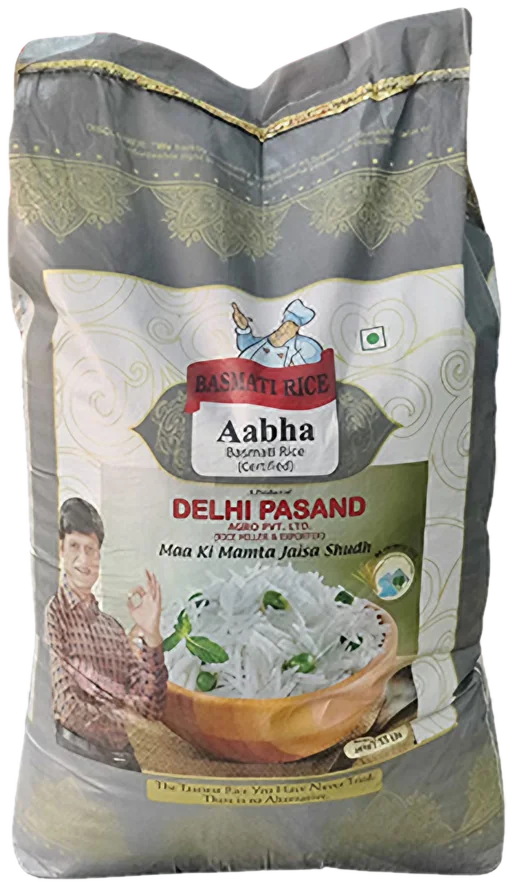 BASMATI RICE
Aabha
Basmati Rice
(Certified)
A Product of
DELHI PASAND
AGRO PVT. LTD.
(RICE MILLER & EXPORTER)
Maa Ki Mamta Jaisa Shudh
The Rice You Have Never Tried.
There is no Alternative.